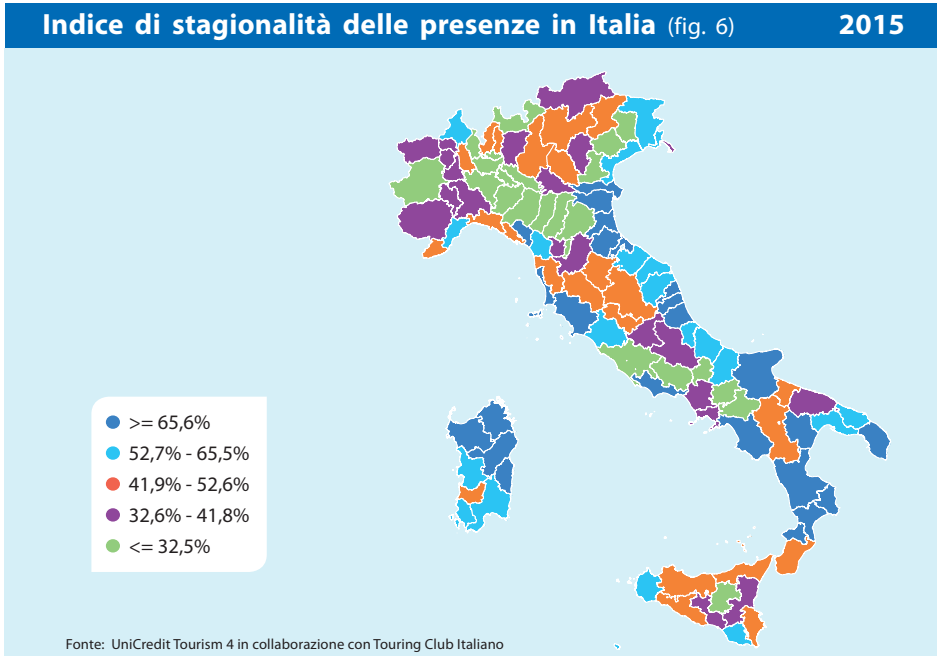 Indice di stagionalità delle presenze in Italia (fig. 6) 2015
>= 65,6%
52,7% - 65,5%
41,9% - 52,6%
32,6% - 41,8%
<= 32,5%
Fonte: UniCredit Tourism 4 in collaborazione con Touring Club Italiano